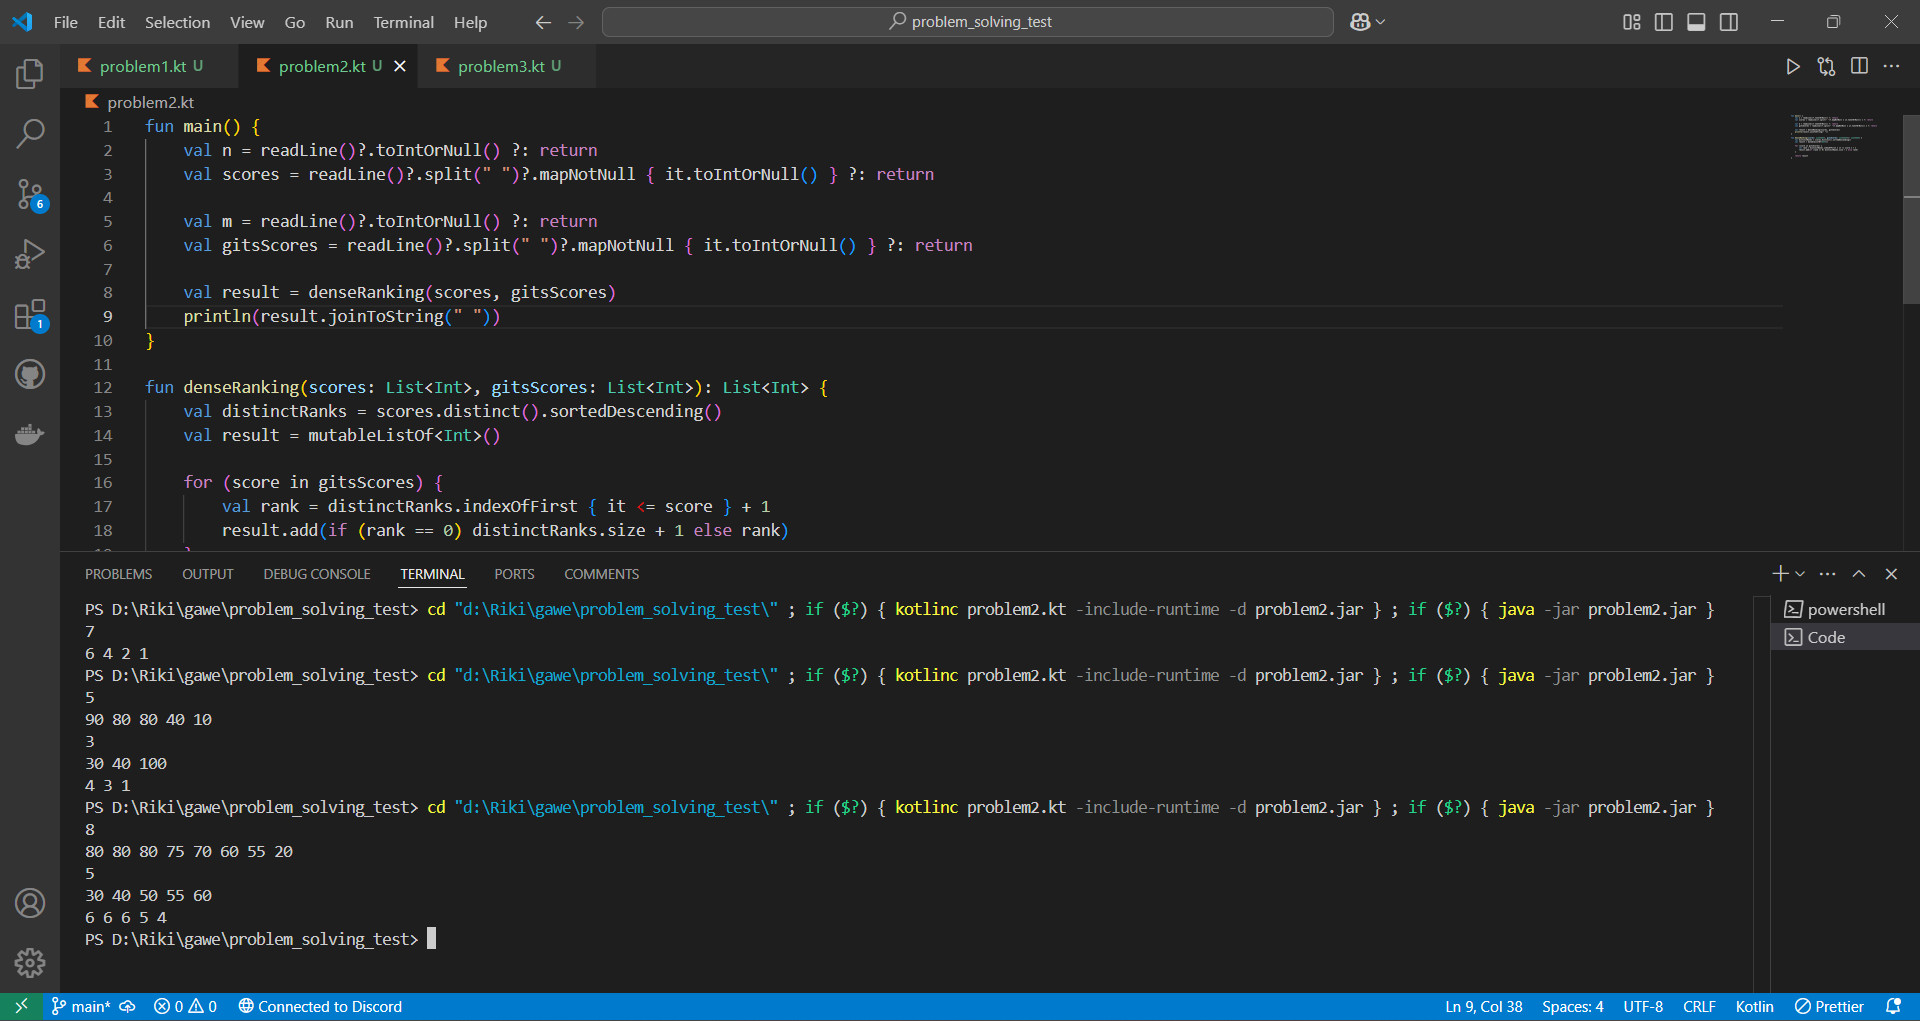 File Edit Selection View Go Run Terminal Help
problem_solving_test
problem1.kt U
problem2.kt U
problem3.kt U
problem2.kt
1 fun main() {
2 val n = readLine()?.toIntOrNull() ?: return
3 val scores = readLine()?.split(" ")?.mapNotNull { it.toIntOrNull() } ?: return
4
5 val m = readLine()?.toIntOrNull() ?: return
6 val gitsScores = readLine()?.split(" ")?.mapNotNull { it.toIntOrNull() } ?: return
7
8 val result = denseRanking(scores, gitsScores)
9 println(result.joinToString(" "))
10 }
11
12 fun denseRanking(scores: List<Int>, gitsScores: List<Int>): List<Int> {
13 val distinctRanks = scores.distinct().sortedDescending()
14 val result = mutableListOf<Int>()
15
16 for (score in gitsScores) {
17 val rank = distinctRanks.indexOfFirst { it <= score } + 1
18 result.add(if (rank == 0) distinctRanks.size + 1 else rank)
6
1
PROBLEMS OUTPUT DEBUG CONSOLE TERMINAL PORTS COMMENTS
PS D:\Riki\gawe\problem_solving_test> cd "d:\Riki\gawe\problem_solving_test\" ; if ($?) { kotlinc problem2.kt -include-runtime -d problem2.jar } ; if ($?) { java -jar problem2.jar }
7
6 4 2 1
PS D:\Riki\gawe\problem_solving_test> cd "d:\Riki\gawe\problem_solving_test\" ; if ($?) { kotlinc problem2.kt -include-runtime -d problem2.jar } ; if ($?) { java -jar problem2.jar }
5
90 80 80 40 10
3
30 40 100
4 3 1
PS D:\Riki\gawe\problem_solving_test> cd "d:\Riki\gawe\problem_solving_test\" ; if ($?) { kotlinc problem2.kt -include-runtime -d problem2.jar } ; if ($?) { java -jar problem2.jar }
8
80 80 80 75 70 60 55 20
5
30 40 50 55 60
6 6 6 5 4
PS D:\Riki\gawe\problem_solving_test>
powershell
Code
main* 0 0 Connected to Discord Ln 9, Col 38 Spaces: 4 UTF-8 CRLF Kotlin Prettier